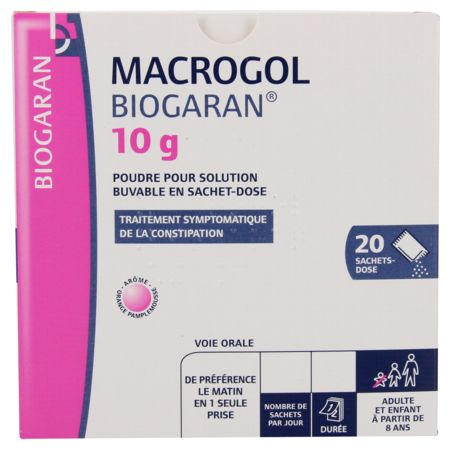 BIOGARAN
MACROGOL
BIOGARAN®
10 g
POUDRE POUR SOLUTION
BUVABLE EN SACHET-DOSE
TRAITEMENT SYMPTOMATIQUE
DE LA CONSTIPATION
20
SACHETS-
DOSE
• ARÔME •
ORANGE PAMPLEMOUSSE
VOIE ORALE
DE PRÉFÉRENCE
LE MATIN
EN 1 SEULE
PRISE
NOMBRE DE
SACHETS
PAR JOUR
DURÉE
ADULTE
ET ENFANT
À PARTIR DE
8 ANS